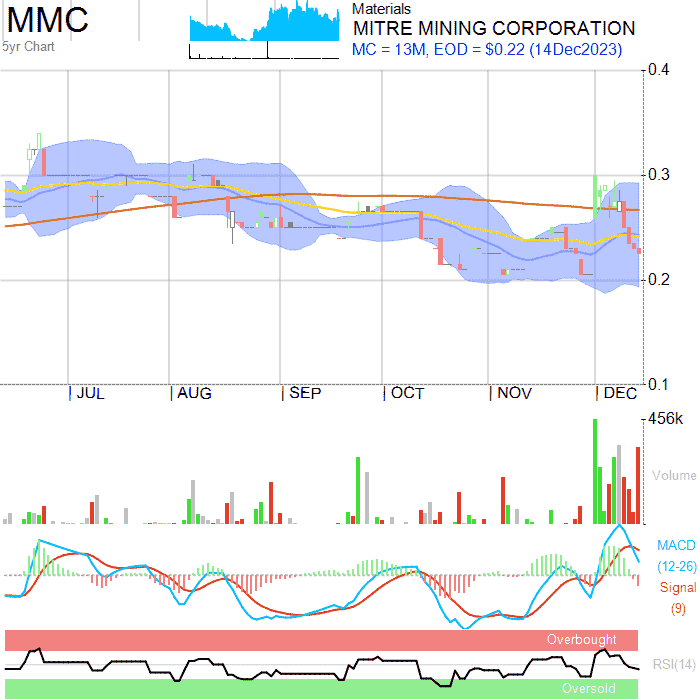 MMC
5yr Chart
Materials
MITRE MINING CORPORATION
MC = 13M, EOD = $0.22 (14Dec2023)
0.4
0.3
0.2
0.1
JUL AUG SEP OCT NOV DEC
456k
Volume
MACD
(12-26)
Signal
(9)
Overbought
RSI(14)
Oversold